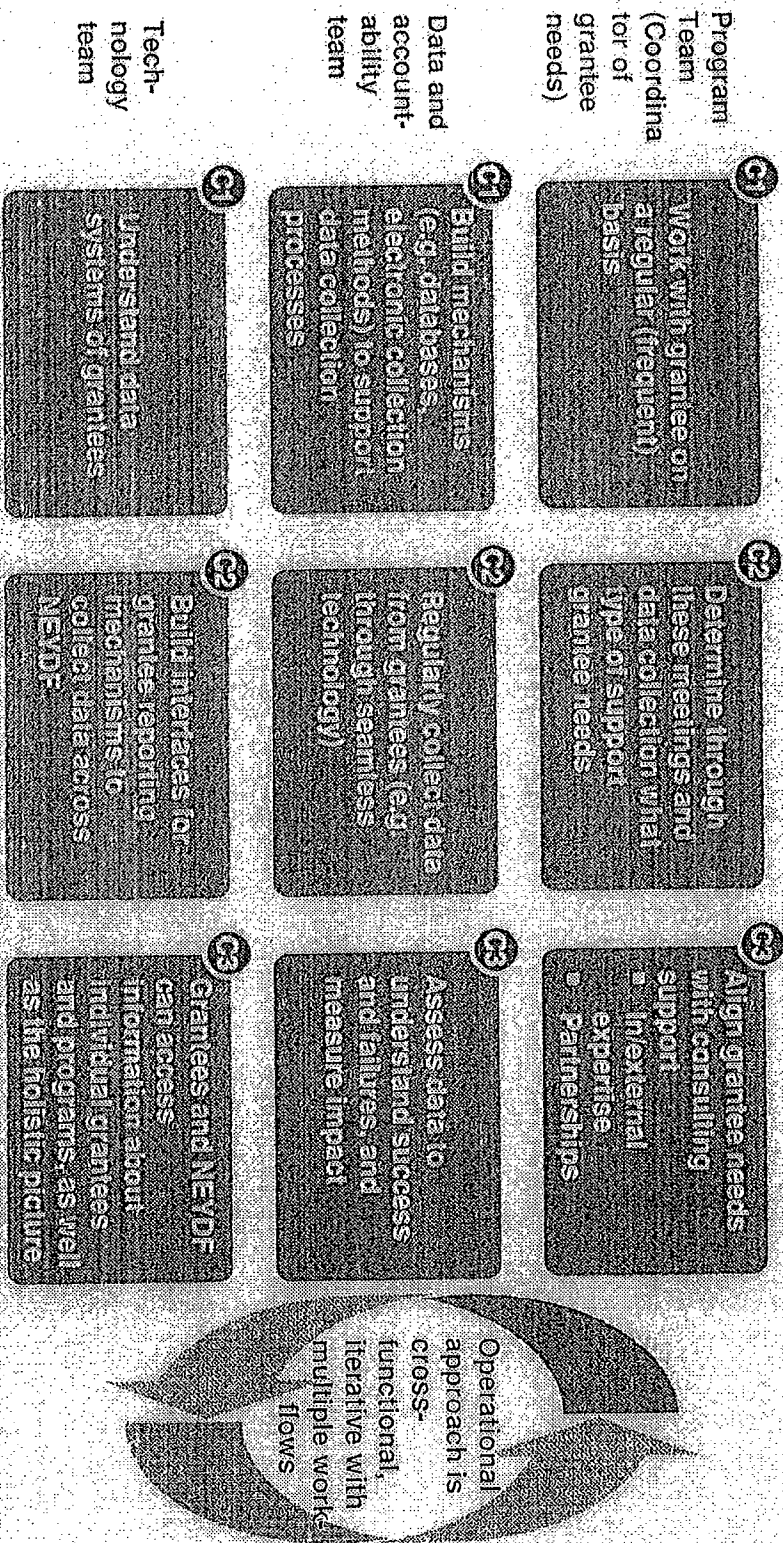 Program
Team
(Coordina
tor of
grantee
needs)
C1
Work with grantee on
a regular (frequent)
basis
C2
Determine through
these meetings and
data collection what
type of support
grantee needs
Align grantee needs
with consulting
support
In/external
expertise
Partnerships
Data and
account-
ability
team
C1
Build mechanisms
(e.g. databases,
electronic collection
methods) to support
data collection
processes
C2
Regularly collect data
from grantees (e.g
through seamless
technology)
Assess data to
understand success
and failures, and
measure impact
Tech-
nology
team
C1
Understand data
systems of grantees
C2
Build interfaces for
grantee reporting
mechanisms to
collect data across
NEYDF
C3
Grantees and NEYDF
can access
information about
individual grantees
and programs, as well
as the holistic picture
Operational
approach is
cross-
functional,
iterative with
multiple work-
flows